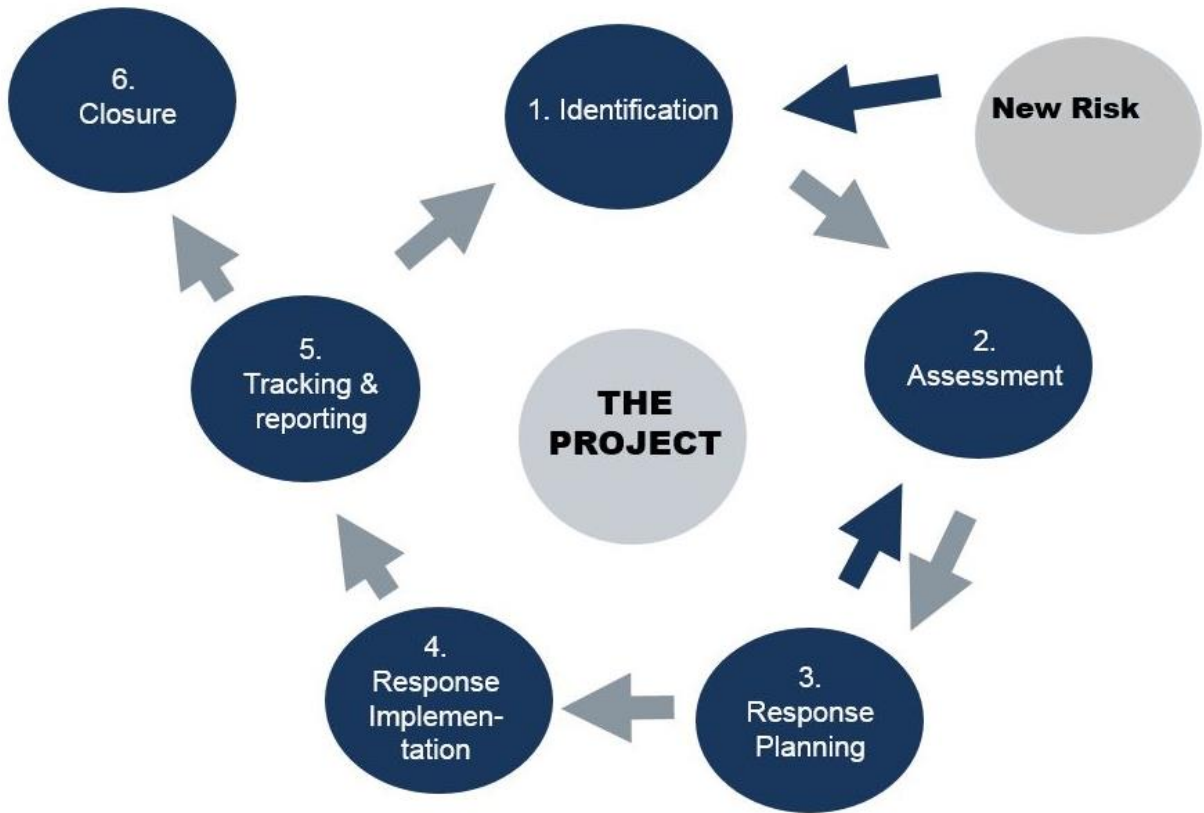 6.
Closure
1. Identification
New Risk
2.
Assessment
5.
Tracking &
reporting
THE
PROJECT
4.
Response
Implemen-
tation
3.
Response
Planning